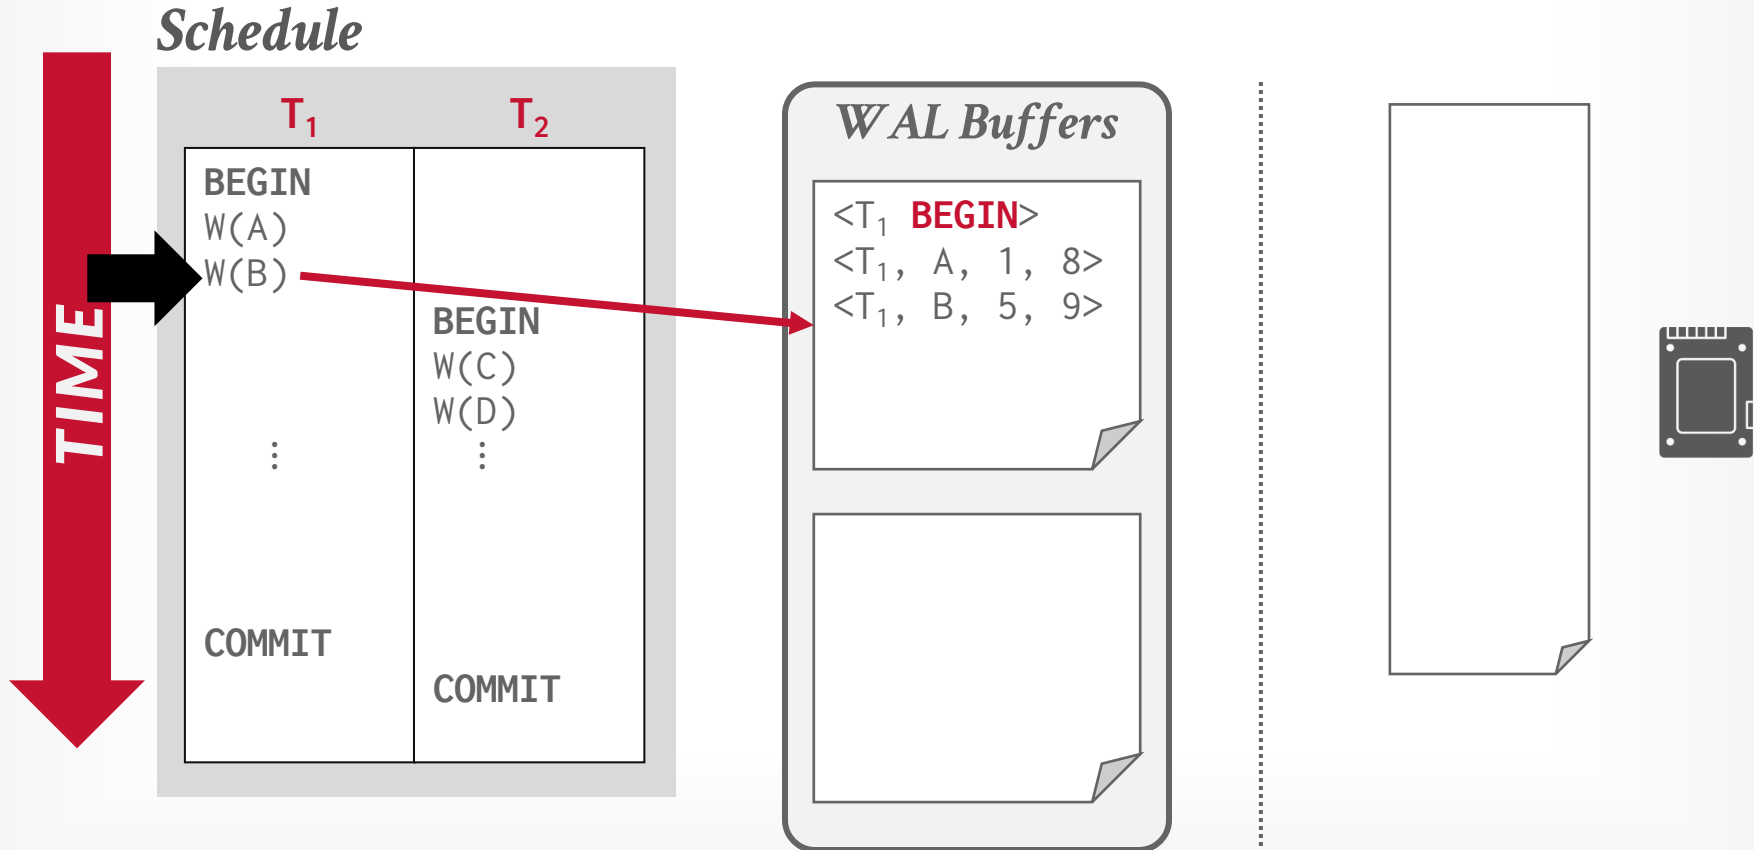 Schedule
TIME
T₁ T₂
BEGIN
W(A)
W(B)
⋮
COMMIT
BEGIN
W(C)
W(D)
⋮
COMMIT
WAL Buffers
<T₁ BEGIN>
<T₁, A, 1, 8>
<T₁, B, 5, 9>